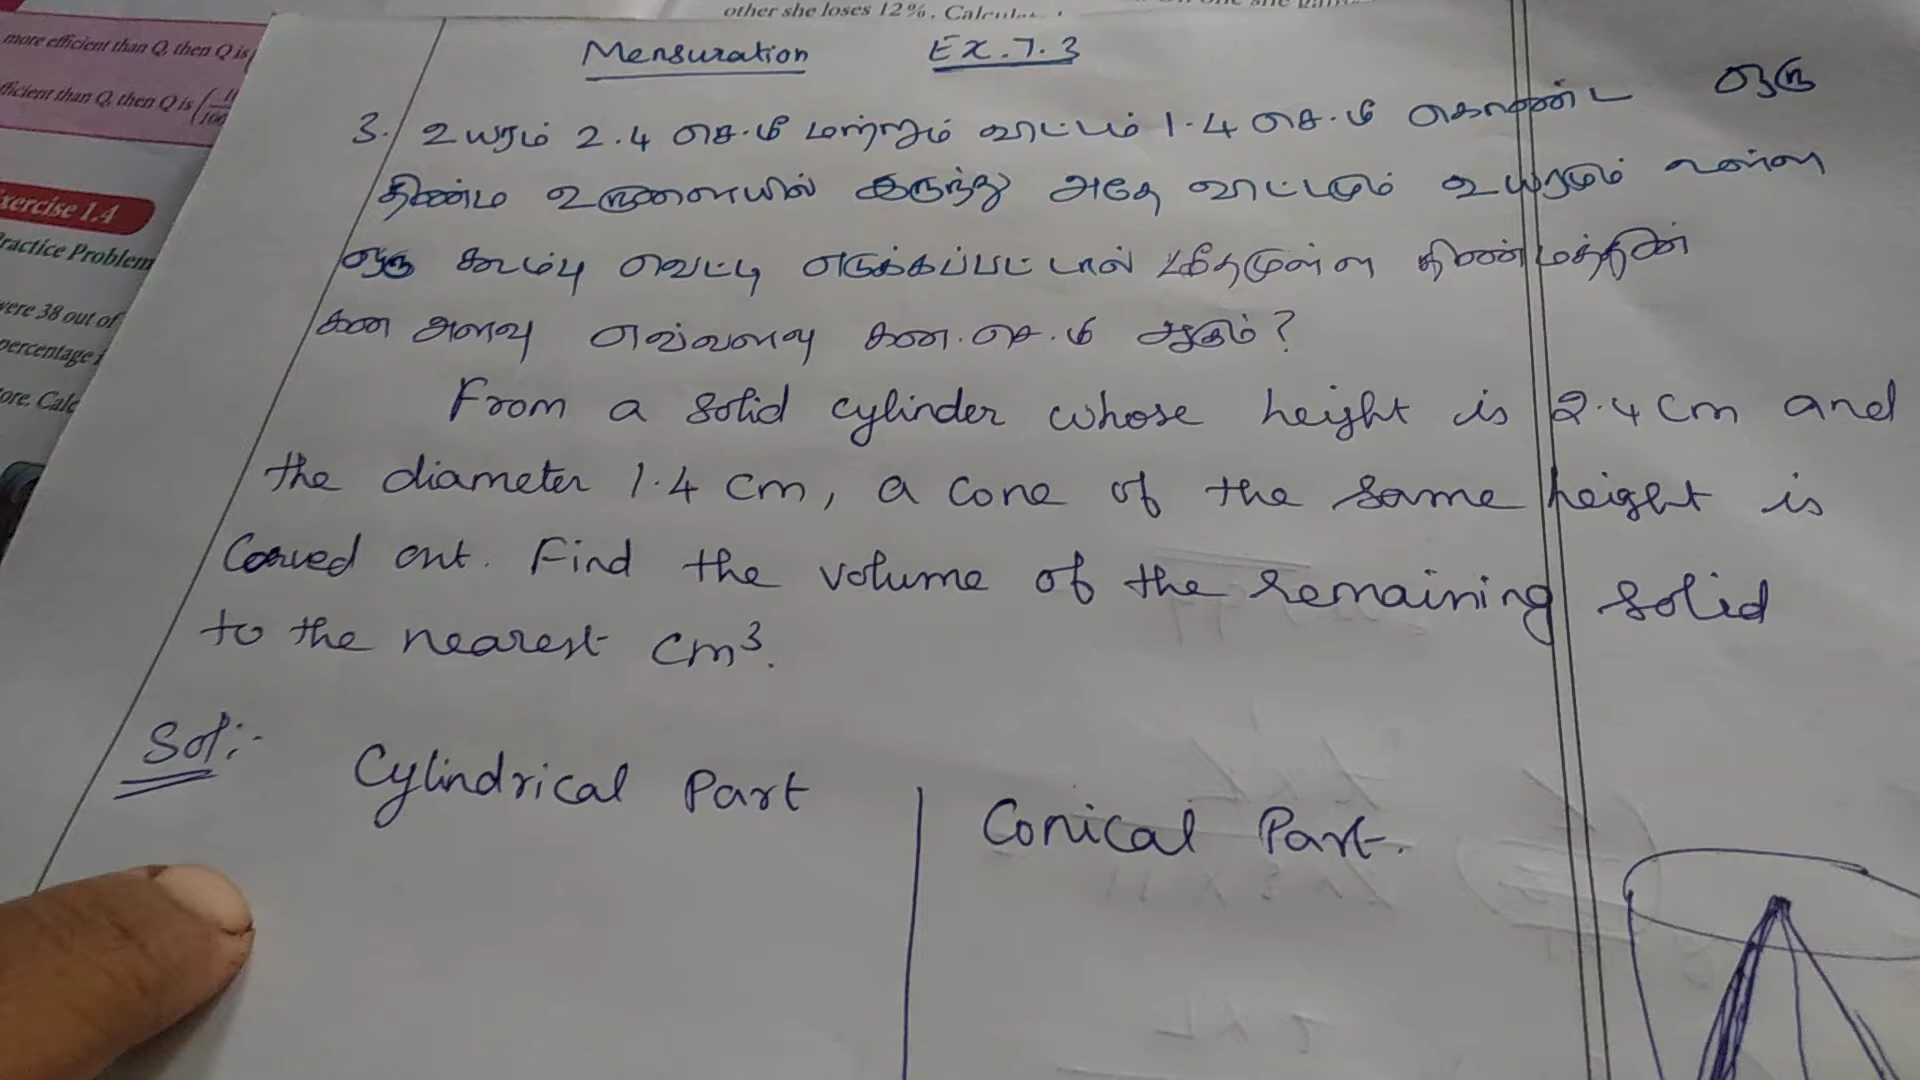 other she loses 12%. Calcula
more efficient than Q, then Q is
fficient than Q, then Q is
xercise 1.4
ractice Problem
were 38 out of
percentage
ore. Calc
Mensuration Ex.7.3
3. உயரம் 2.4 செ.மீ மற்றும் விட்டம் 1.4 செ.மீ கொண்ட ஒரு
திண்ம உருளையில் இருந்து அதே விட்டமும் உயரமும் உள்ள
ஒரு கூம்பு வெட்டி எடுக்கப்பட்டால் மீதமுள்ள திண்மத்தின்
கன அளவு எவ்வளவு கன.செ.மீ ஆகும்?
From a solid cylinder whose height is 2.4 cm and
the diameter 1.4 cm, a cone of the same height is
Carved out. Find the volume of the remaining solid
to the nearest cm³.
Sol:-
Cylindrical Part
Conical Part.